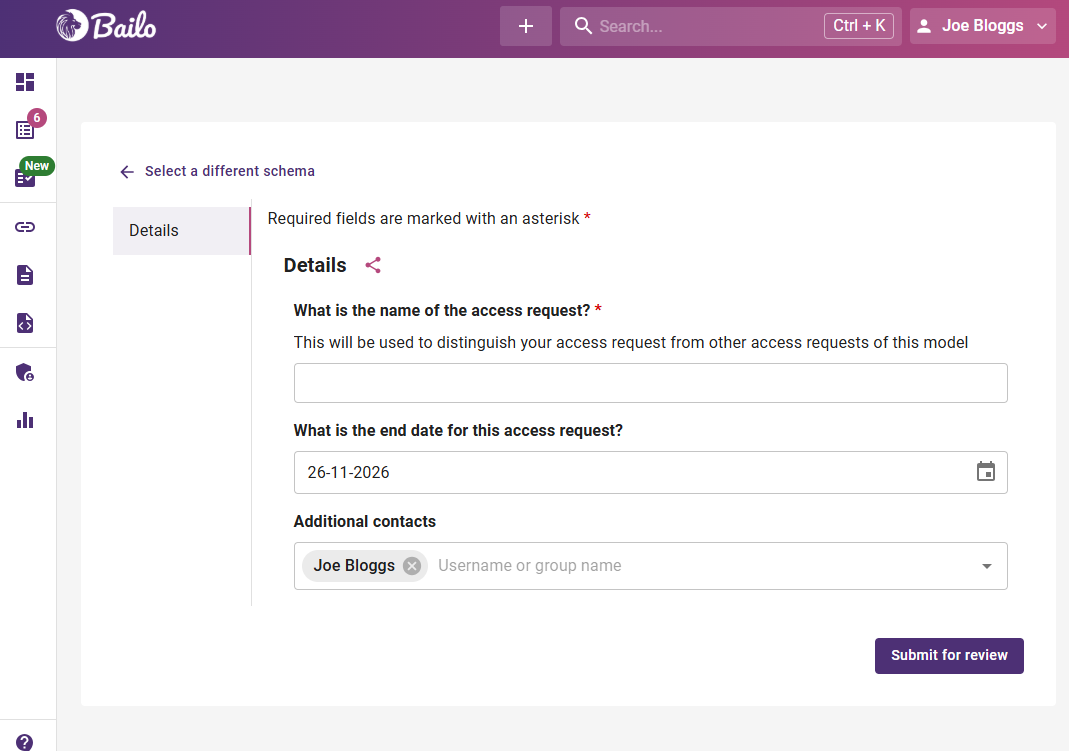 Bailo
+
Search...
Ctrl + K
Joe Bloggs
6
New
Select a different schema
Details
Required fields are marked with an asterisk *
Details
What is the name of the access request? *
This will be used to distinguish your access request from other access requests of this model
What is the end date for this access request?
26-11-2026
Additional contacts
Joe Bloggs
Username or group name
Submit for review
?